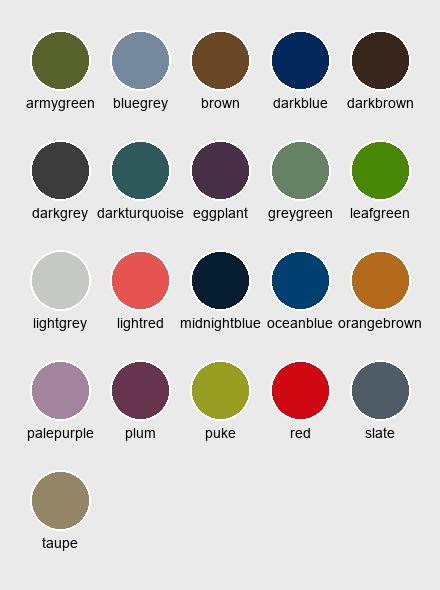 armygreen bluegrey brown darkblue darkbrown
darkgrey darkturquoise eggplant greygreen leafgreen
lightgrey lightred midnightblue oceanblue orangebrown
palepurple plum puke red slate
taupe